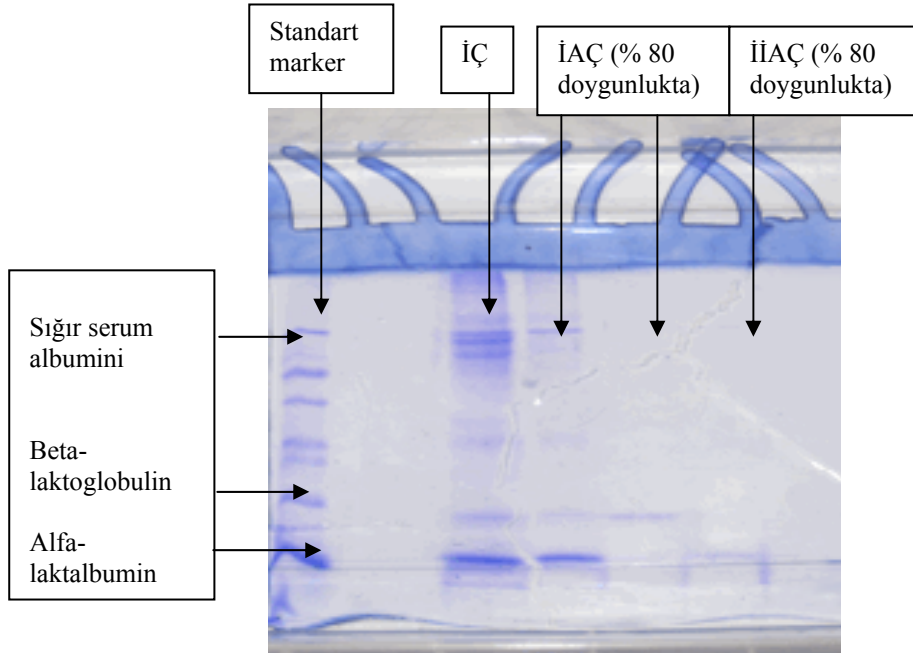 Standart
marker
İÇ
İAÇ (% 80
doygunlukta)
İİAÇ (% 80
doygunlukta)
Sığır serum
albumini
Beta-
laktoglobulin
Alfa-
laktalbumin